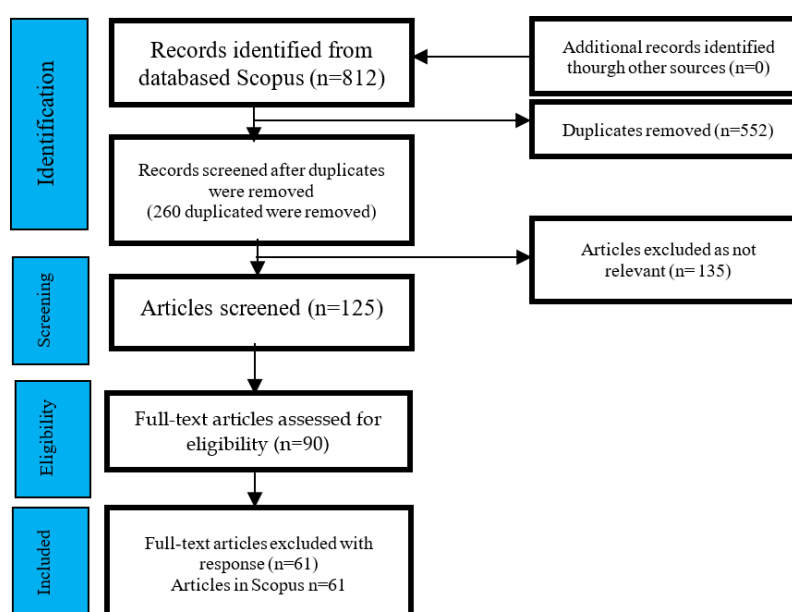 Identification
Records identified from
databased Scopus (n=812)
Additional records identified
thourgh other sources (n=0)
Duplicates removed (n=552)
Records screened after duplicates
were removed
(260 duplicated were removed)
Articles excluded as not
relevant (n= 135)
Screening
Articles screened (n=125)
Eligibility
Full-text articles assessed for
eligibility (n=90)
Included
Full-text articles excluded with
response (n=61)
Articles in Scopus n=61